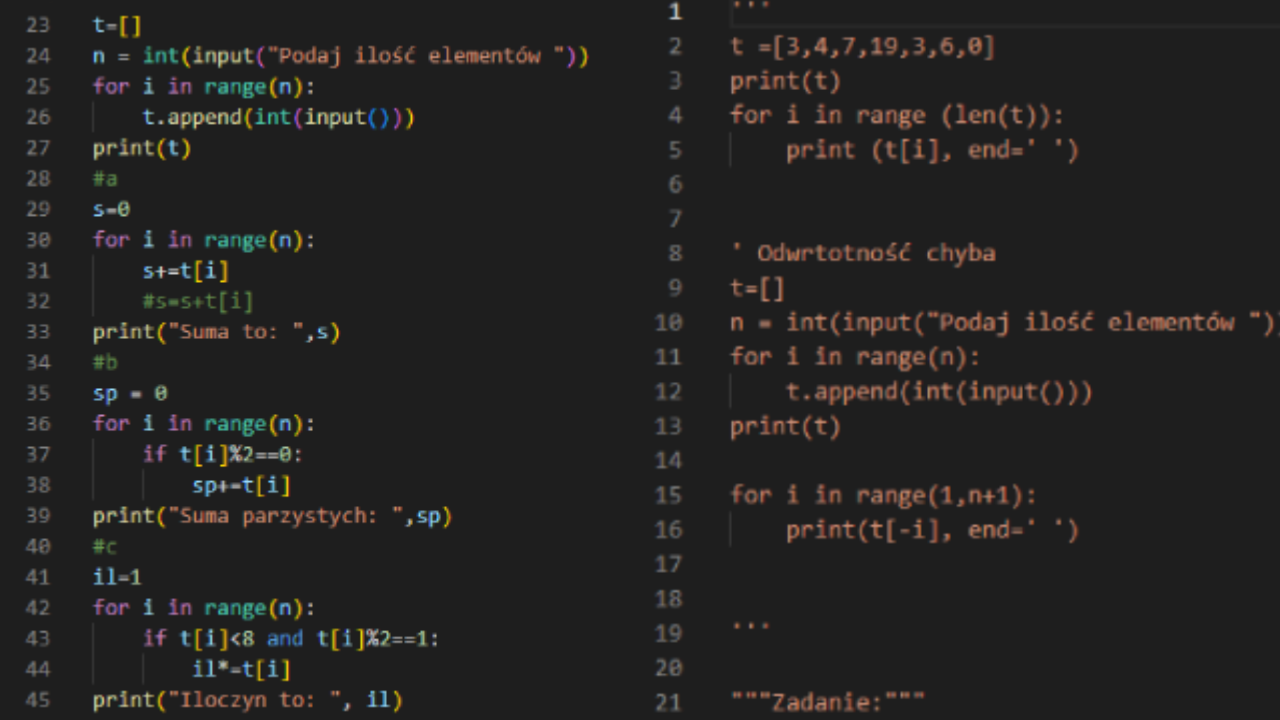 23 t=[]
24 n = int(input("Podaj ilość elementów "))
25 for i in range(n):
26 t.append(int(input()))
27 print(t)
28 #a
29 s=0
30 for i in range(n):
31 s+=t[i]
32 #s=s+t[i]
33 print("Suma to: ",s)
34 #b
35 sp = 0
36 for i in range(n):
37 if t[i]%2==0:
38 sp+=t[i]
39 print("Suma parzystych: ",sp)
40 #c
41 il=1
42 for i in range(n):
43 if t[i]<8 and t[i]%2==1:
44 il*=t[i]
45 print("Iloczyn to: ", il)
1 '''
2 t =[3,4,7,19,3,6,0]
3 print(t)
4 for i in range (len(t)):
5 print (t[i], end=' ')
6
7
8 ' Odwrtotność chyba
9 t=[]
10 n = int(input("Podaj ilość elementów ")
11 for i in range(n):
12 t.append(int(input()))
13 print(t)
14
15 for i in range(1,n+1):
16 print(t[-i], end=' ')
17
18
19 '''
20
21 """Zadanie:"""